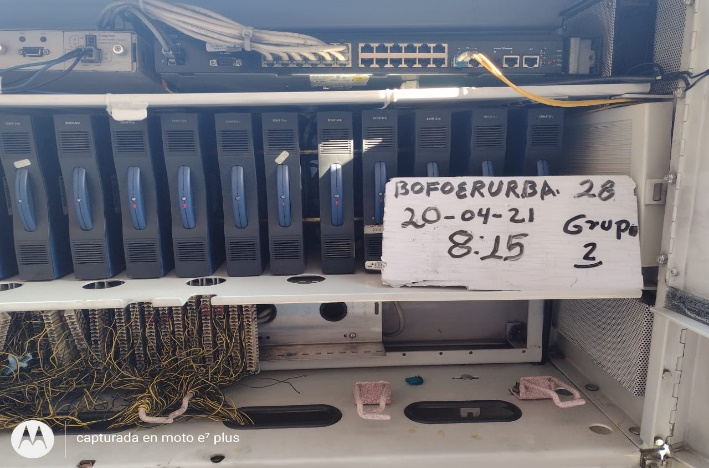 BOFOERURBA. 28
20-04-21
8:15
Grupo
2
capturada en moto e⁷ plus